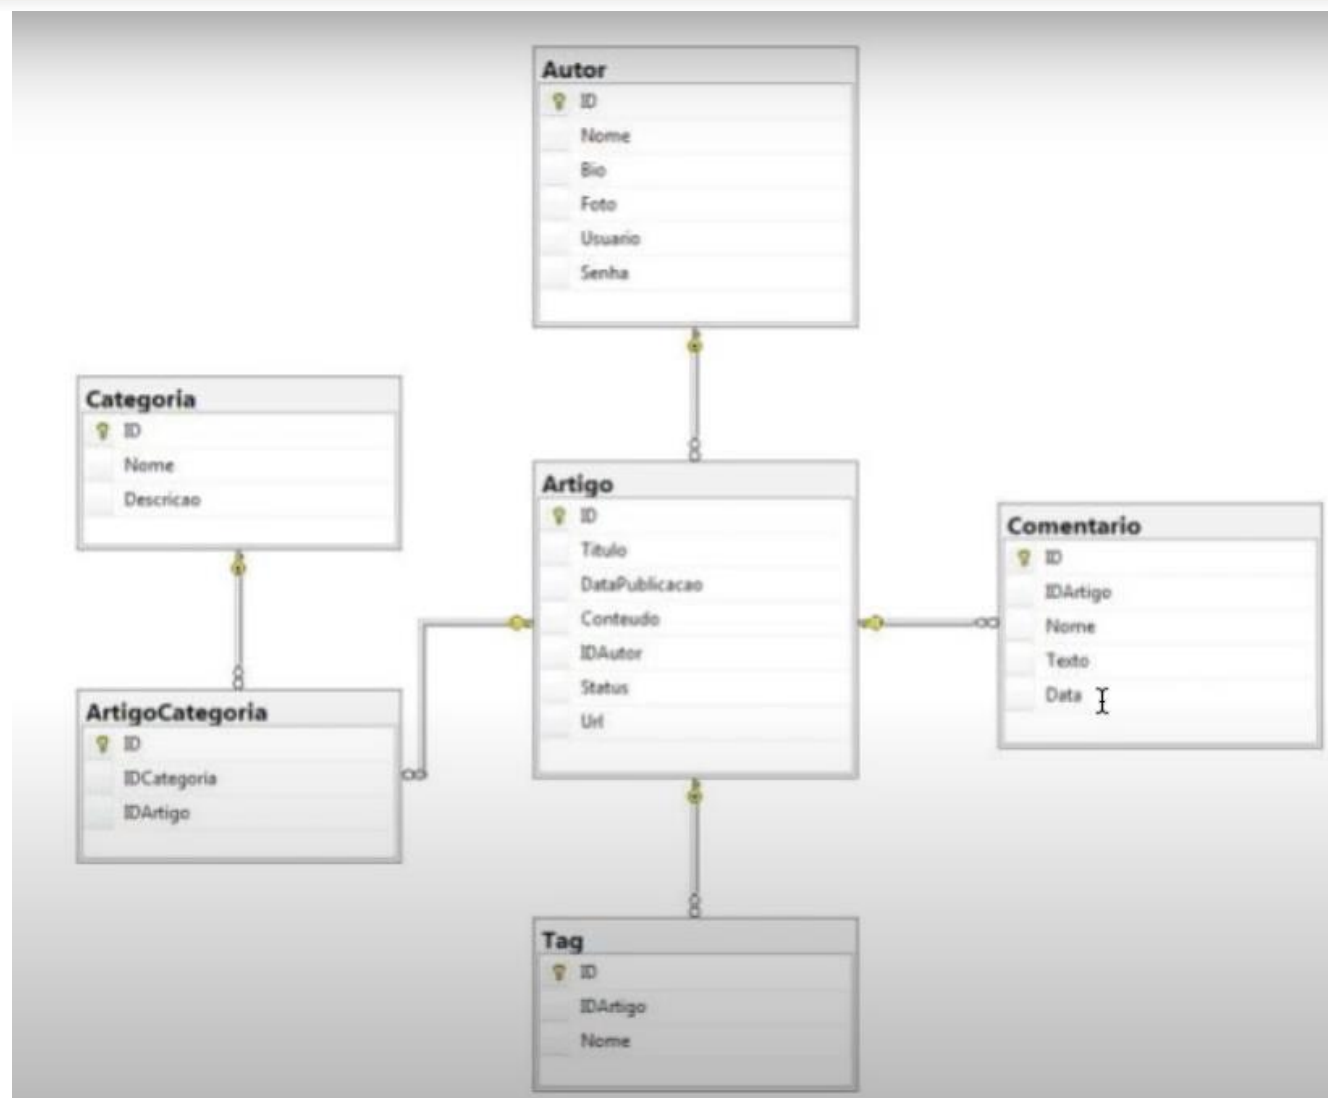 Autor
ID
Nome
Bio
Foto
Usuario
Senha
Categoria
ID
Nome
Descricao
Artigo
ID
Titulo
DataPublicacao
Conteudo
IDAutor
Status
Url
Comentario
ID
IDArtigo
Nome
Texto
Data
ArtigoCategoria
ID
IDCategoria
IDArtigo
Tag
ID
IDArtigo
Nome